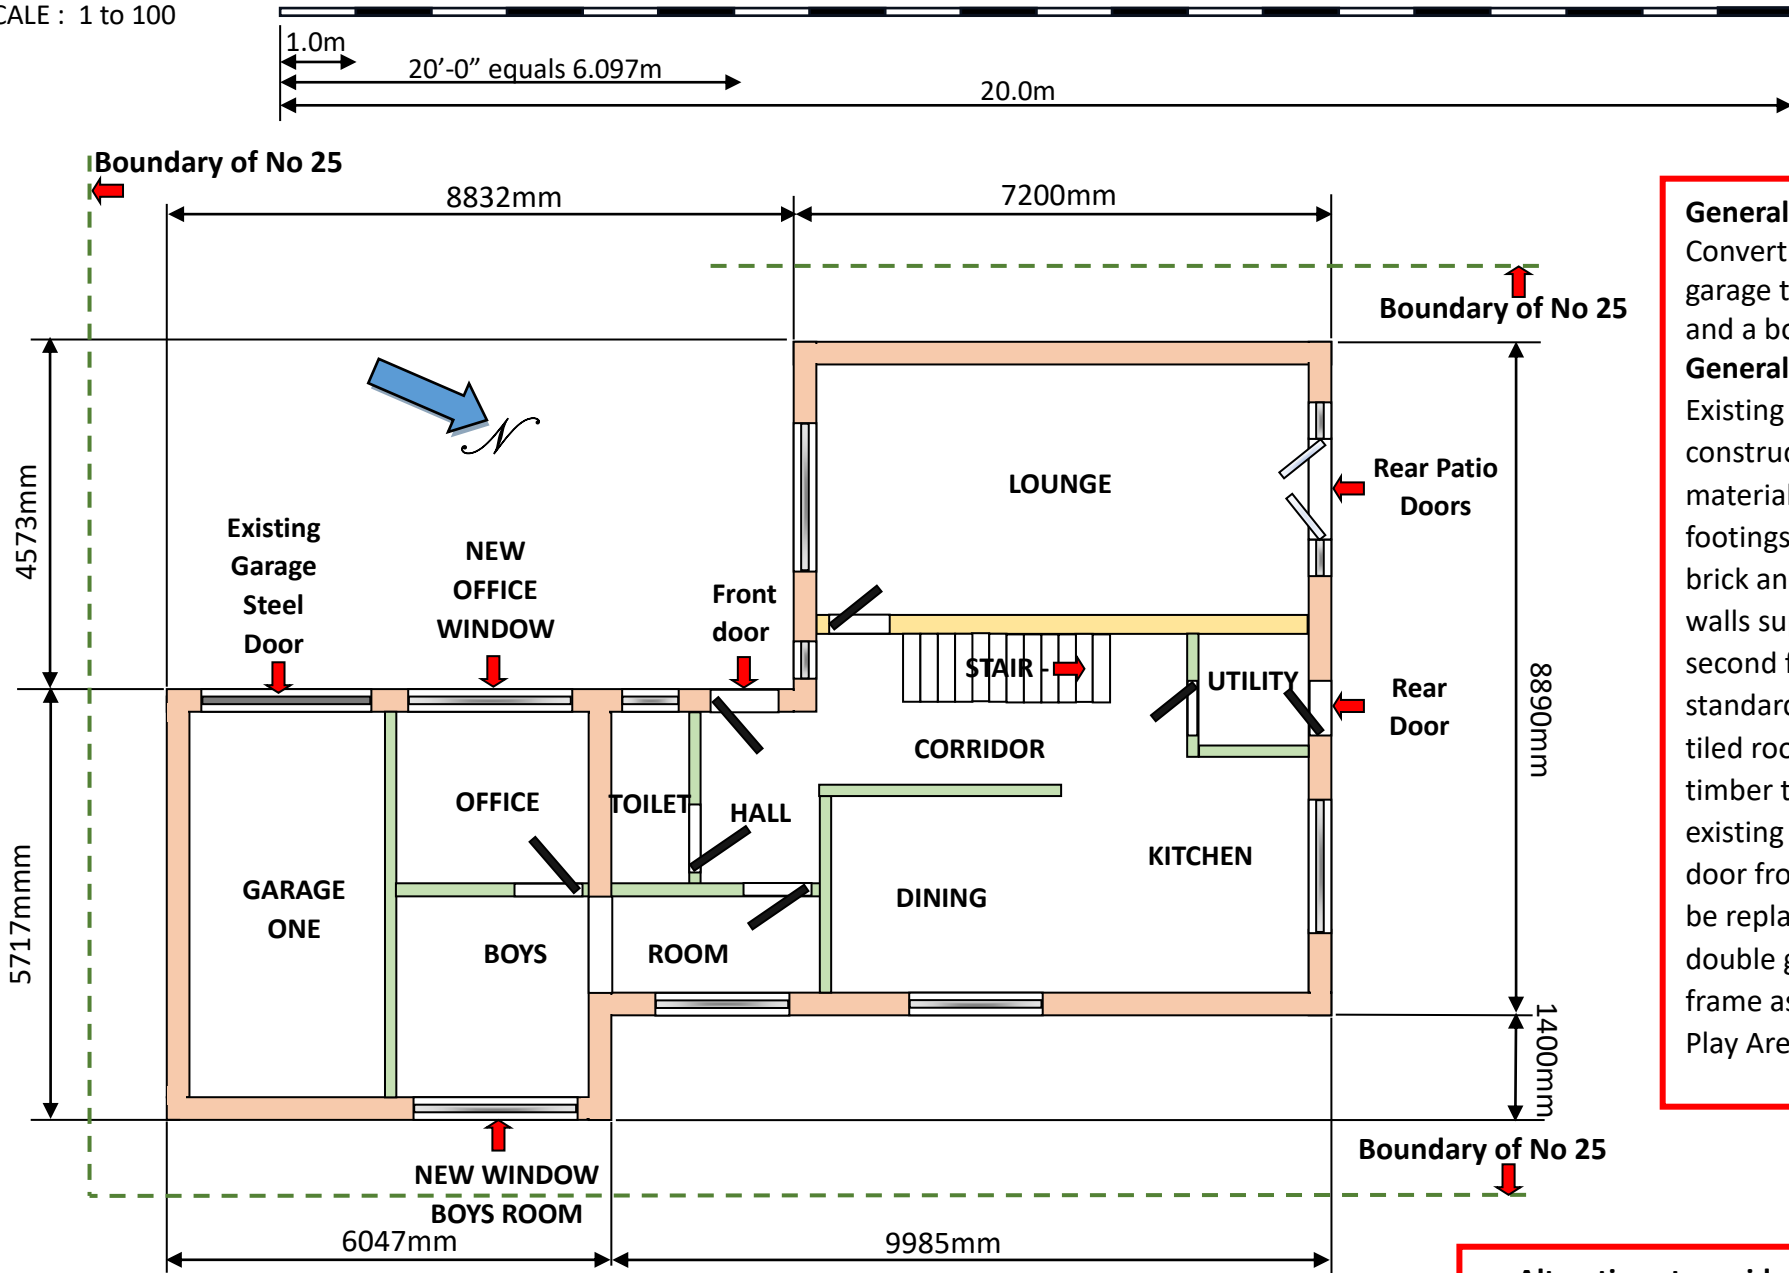 SCALE : 1 to 100
1.0m
20’-0” equals 6.097m
20.0m
Boundary of No 25
8832mm
7200mm
Boundary of No 25
4573mm
N
Existing
Garage
Steel
Door
NEW
OFFICE
WINDOW
Front
door
LOUNGE
Rear Patio
Doors
STAIR -
UTILITY
Rear
Door
CORRIDOR
8890mm
OFFICE
TOILET
HALL
KITCHEN
GARAGE
ONE
DINING
BOYS
ROOM
5717mmm
1400mm
NEW WINDOW
BOYS ROOM
Boundary of No 25
6047mm
9985mm
General
Convert
garage t
and a bo
General
Existing
construc
material
footings
brick an
walls su
second f
standard
tiled roo
timber t
existing
door fro
be repla
double g
frame as
Play Are